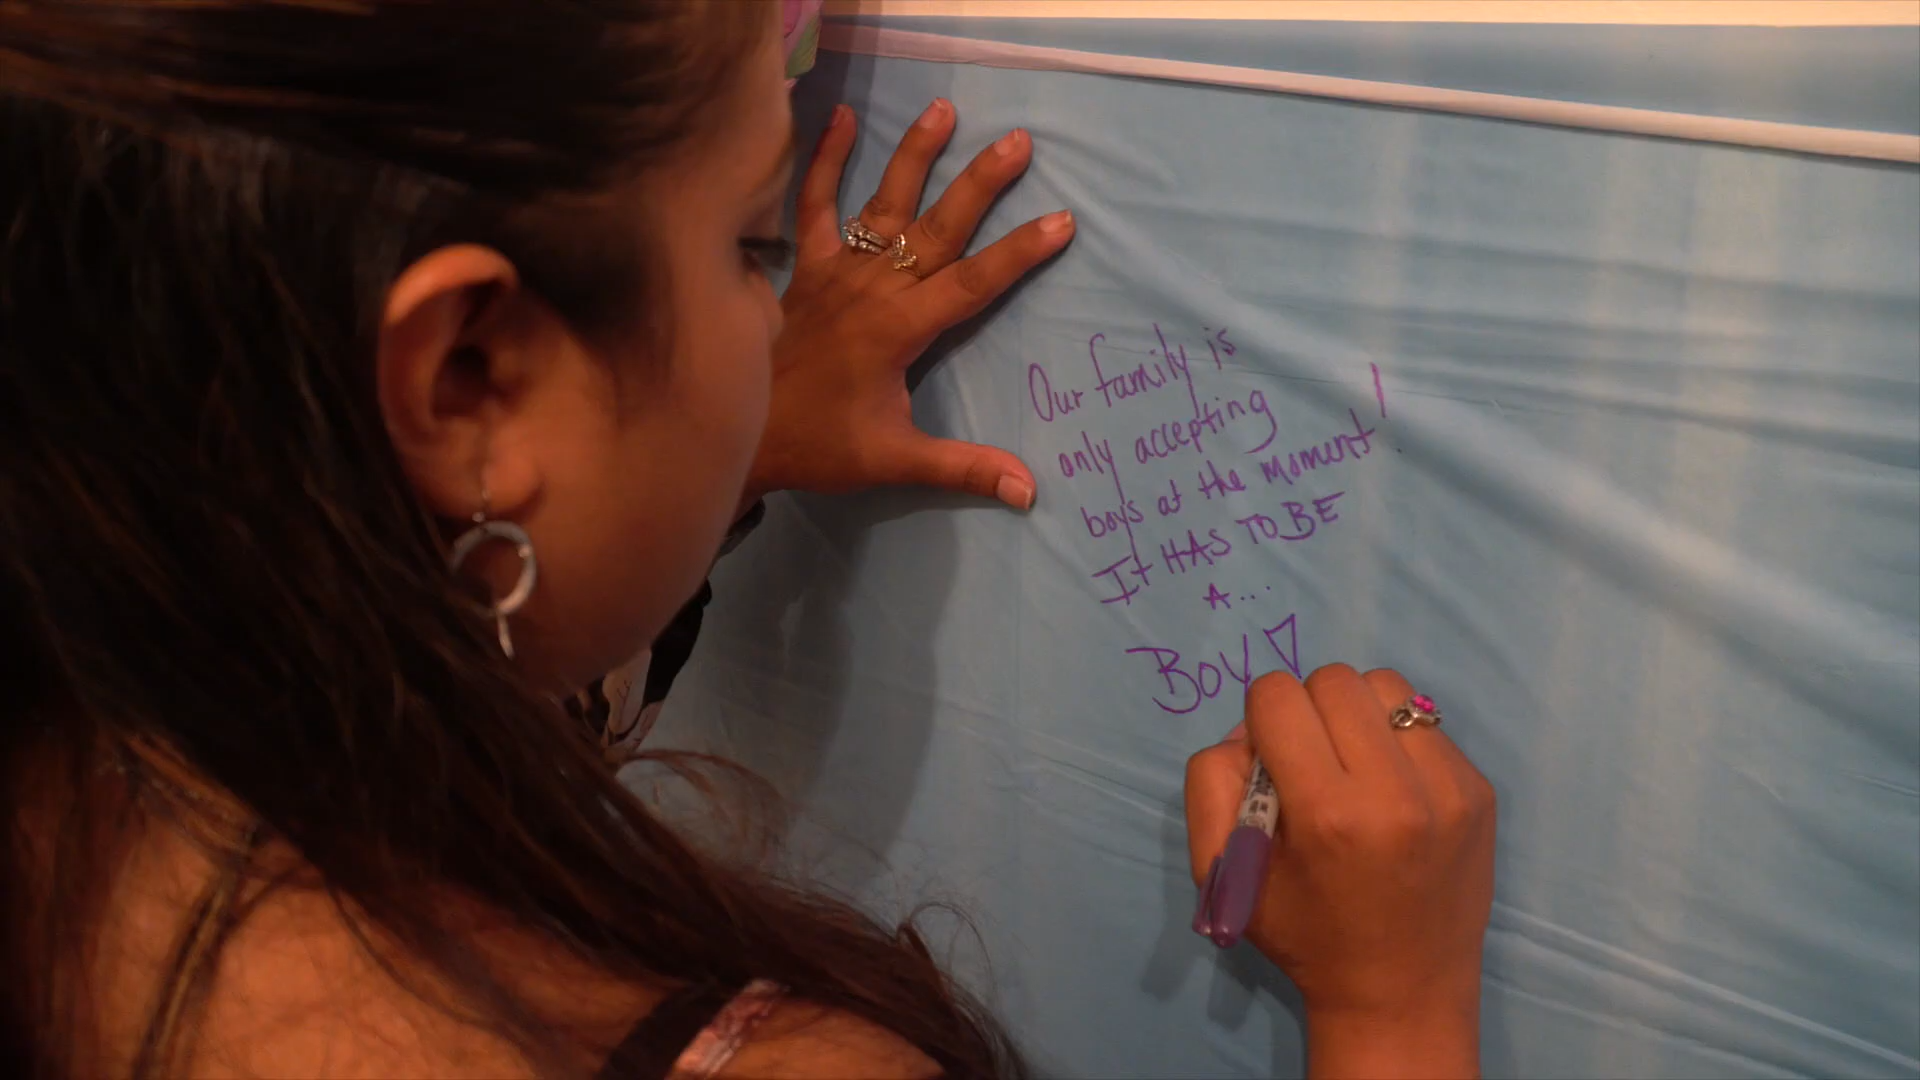 Our family is
only accepting
boys at the moment!
It HAS TO BE
A...
BOY